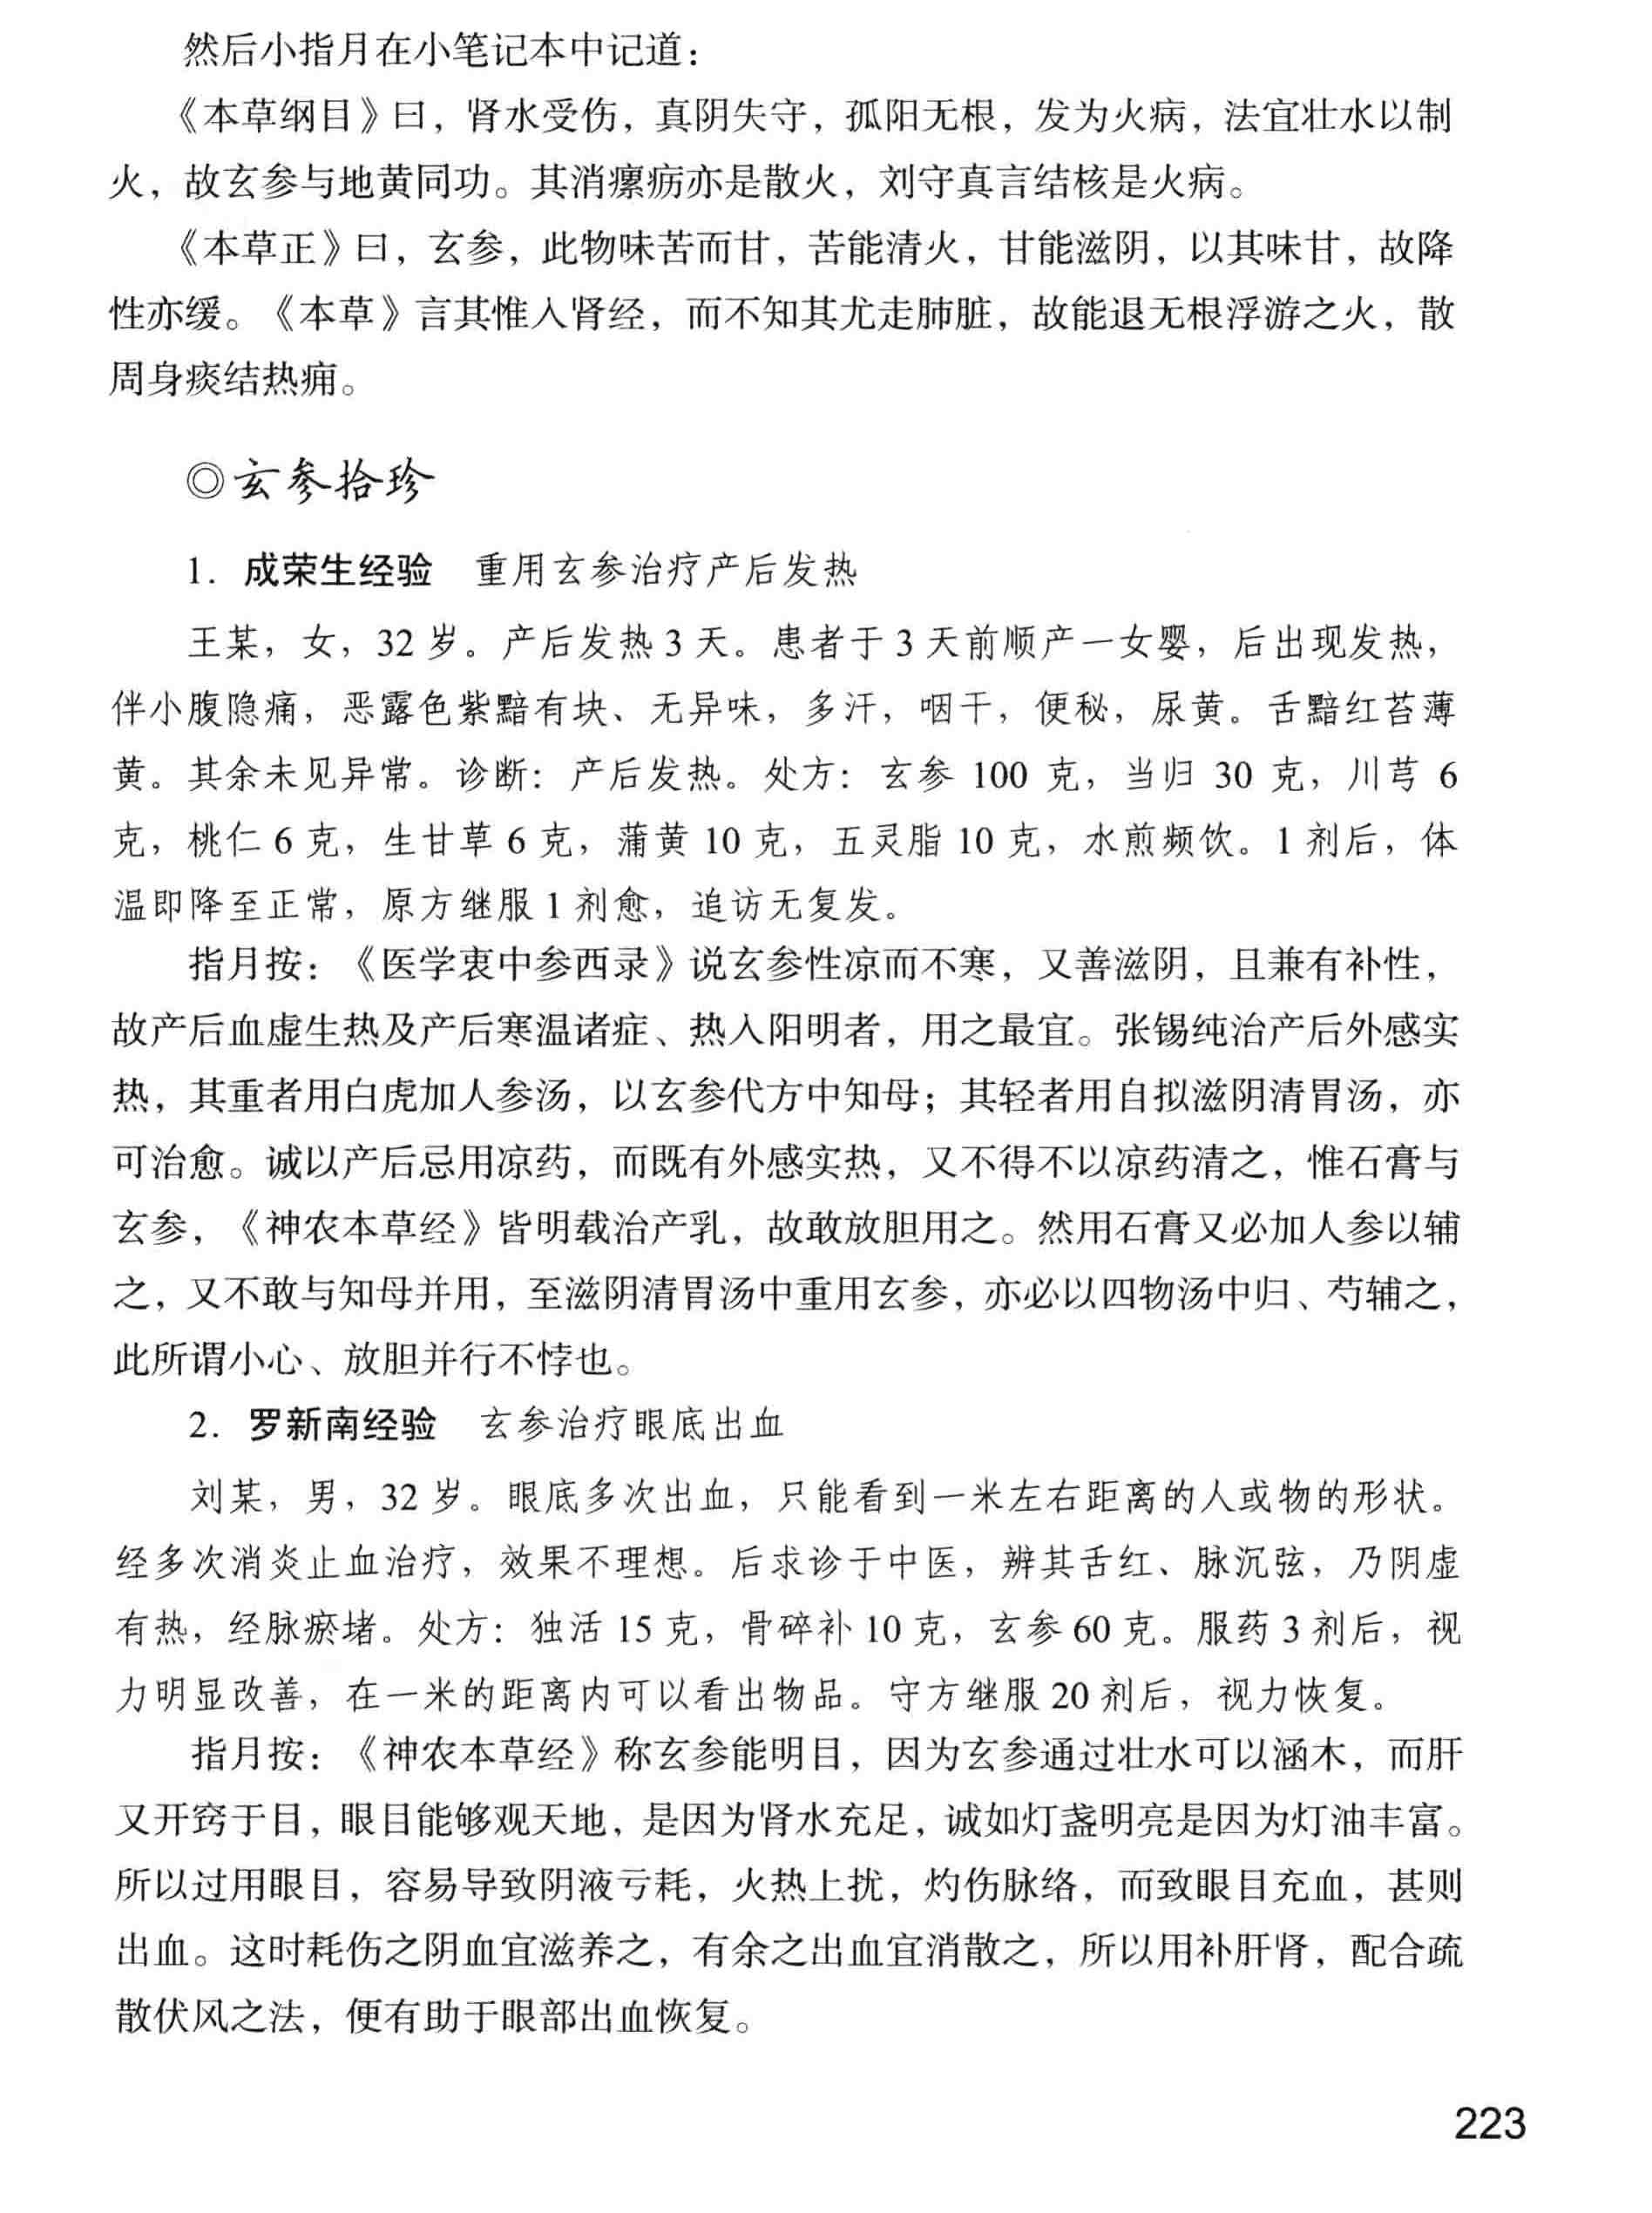 然后小指月在小笔记本中记道：
《本草纲目》曰，肾水受伤，真阴失守，孤阳无根，发为火病，法宜壮水以制
火，故玄参与地黄同功。其消瘰疬亦是散火，刘守真言结核是火病。
《本草正》曰，玄参，此物味苦而甘，苦能清火，甘能滋阴，以其味甘，故降
性亦缓。《本草》言其惟入肾经，而不知其尤走肺脏，故能退无根浮游之火，散
周身痰结热痈。
◎玄参拾珍
1. 成荣生经验 重用玄参治疗产后发热
王某，女，32 岁。产后发热 3 天。患者于 3 天前顺产一女婴，后出现发热，
伴小腹隐痛，恶露色紫黯有块、无异味，多汗，咽干，便秘，尿黄。舌黯红苔薄
黄。其余未见异常。诊断：产后发热。处方：玄参 100 克，当归 30 克，川芎 6
克，桃仁 6 克，生甘草 6 克，蒲黄 10 克，五灵脂 10 克，水煎频饮。1 剂后，体
温即降至正常，原方继服 1 剂愈，追访无复发。
指月按：《医学衷中参西录》说玄参性凉而不寒，又善滋阴，且兼有补性，
故产后血虚生热及产后寒温诸症、热入阳明者，用之最宜。张锡纯治产后外感实
热，其重者用白虎加人参汤，以玄参代方中知母；其轻者用自拟滋阴清胃汤，亦
可治愈。诚以产后忌用凉药，而既有外感实热，又不得不以凉药清之，惟石膏与
玄参，《神农本草经》皆明载治产乳，故敢放胆用之。然用石膏又必加人参以辅
之，又不敢与知母并用，至滋阴清胃汤中重用玄参，亦必以四物汤中归、芍辅之，
此所谓小心、放胆并行不悖也。
2. 罗新南经验 玄参治疗眼底出血
刘某，男，32 岁。眼底多次出血，只能看到一米左右距离的人或物的形状。
经多次消炎止血治疗，效果不理想。后求诊于中医，辨其舌红、脉沉弦，乃阴虚
有热，经脉瘀堵。处方：独活 15 克，骨碎补 10 克，玄参 60 克。服药 3 剂后，视
力明显改善，在一米的距离内可以看出物品。守方继服 20 剂后，视力恢复。
指月按：《神农本草经》称玄参能明目，因为玄参通过壮水可以涵木，而肝
又开窍于目，眼目能够观天地，是因为肾水充足，诚如灯盏明亮是因为灯油丰富。
所以过用眼目，容易导致阴液亏耗，火热上扰，灼伤脉络，而致眼目充血，甚则
出血。这时耗伤之阴血宜滋养之，有余之出血宜消散之，所以用补肝肾，配合疏
散伏风之法，便有助于眼部出血恢复。
223